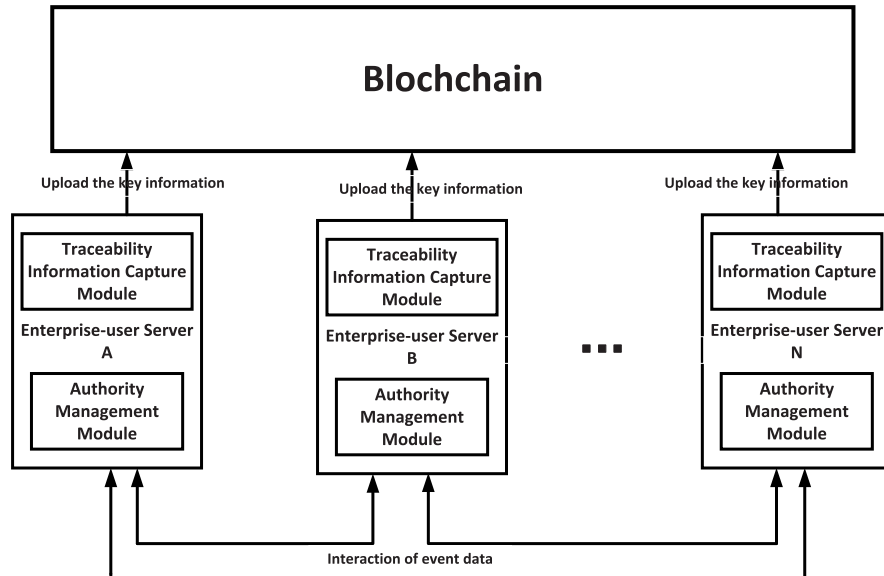 Blochchain
Upload the key information
Upload the key information
Upload the key information
Traceability
Information Capture
Module
Enterprise-user Server
A
Authority
Management
Module
Traceability
Information Capture
Module
Enterprise-user Server
B
Authority
Management
Module
...
Traceability
Information Capture
Module
Enterprise-user Server
N
Authority
Management
Module
Interaction of event data